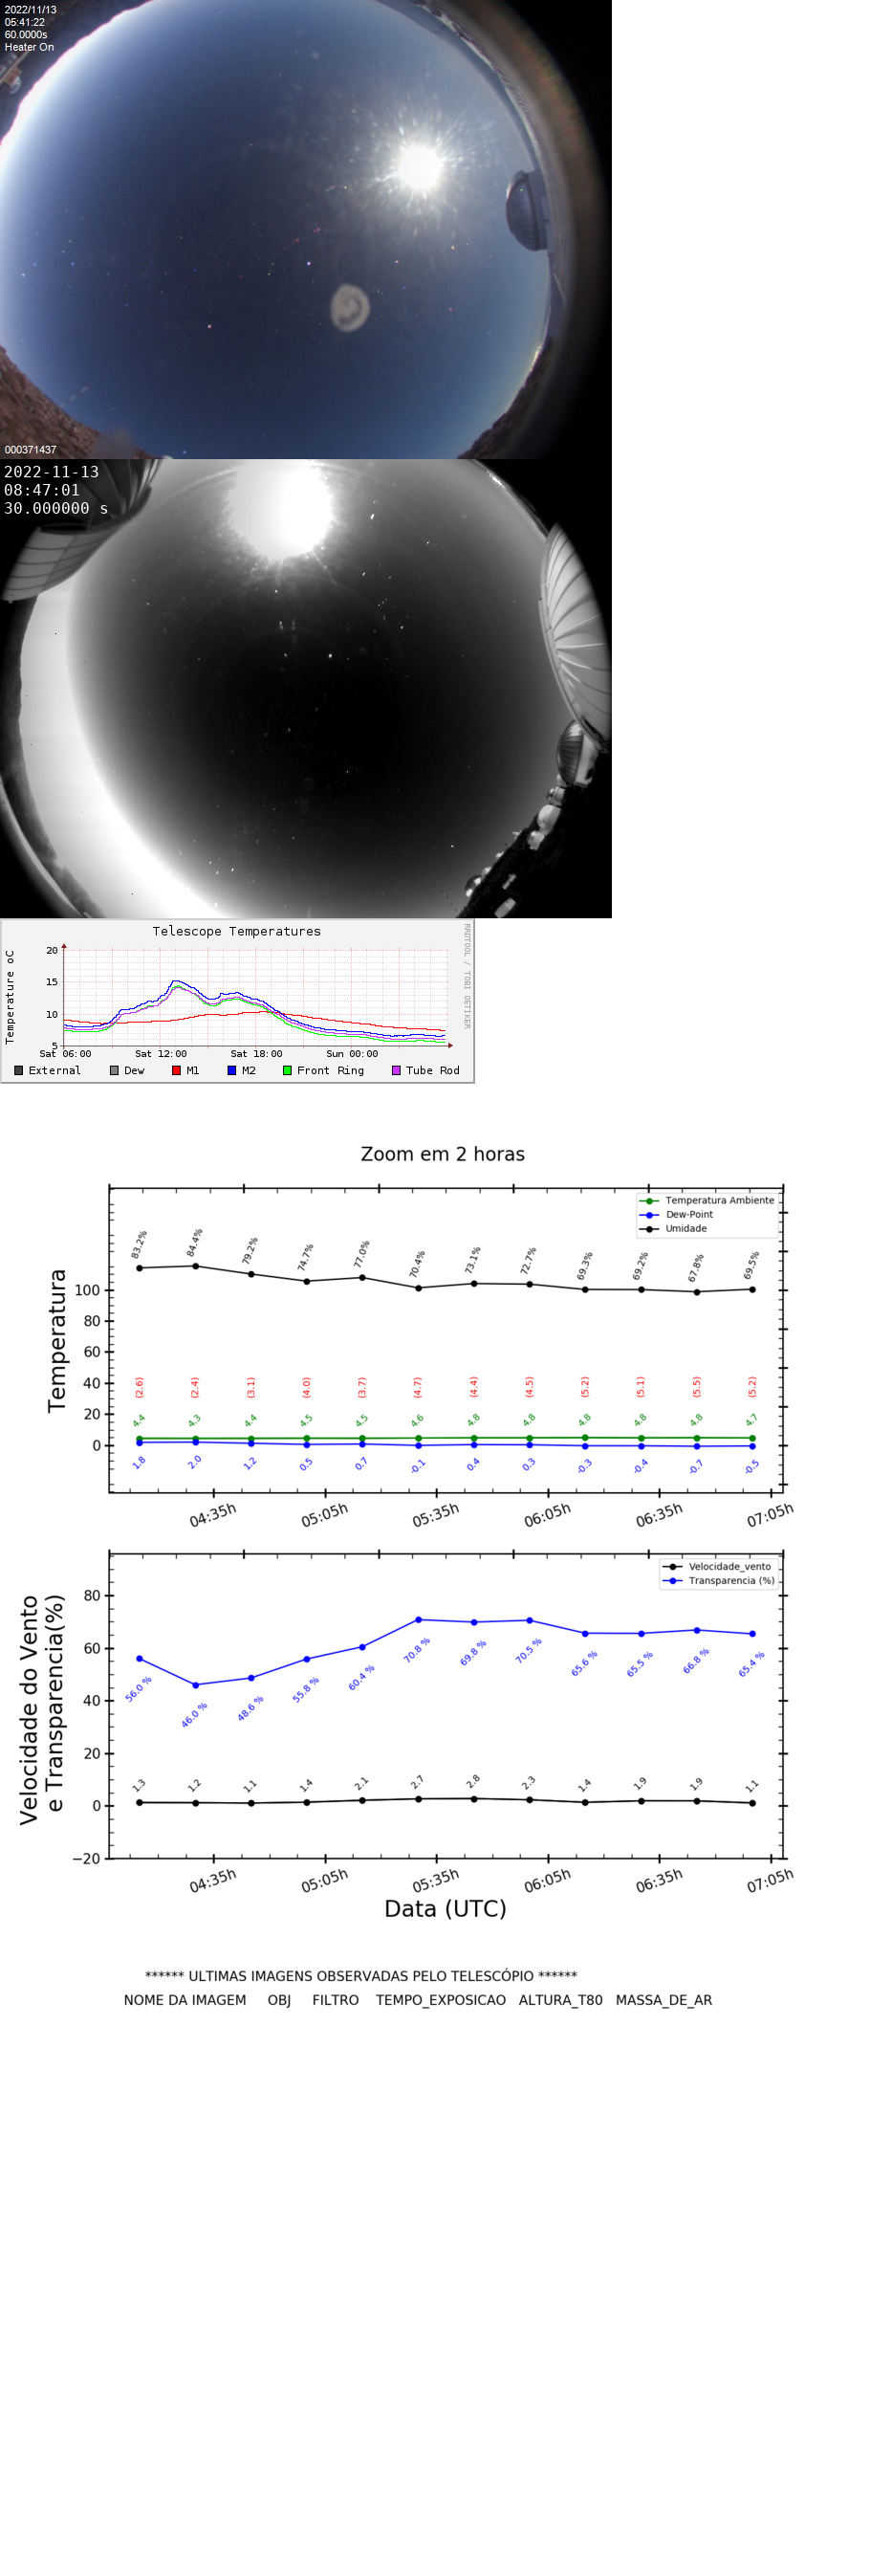 2022/11/13
05:41:22
60.0000s
Heater On
000371437
2022-11-13
08:47:01
30.000000 s
Telescope Temperatures
RRDTOOL / TOBI OETIKER
Temperature oC
20
15
10
5
Sat 06:00 Sat 12:00 Sat 18:00 Sun 00:00
External Dew M1 M2 Front Ring Tube Rod
Zoom em 2 horas
Temperatura Ambiente
Dew-Point
Umidade
Temperatura
100
80
60
40
20
0
83.2% 84.4% 79.2% 74.7% 77.0% 70.4% 73.1% 72.7% 69.3% 69.2% 67.8% 69.5%
(2.6) (2.4) (3.1) (4.0) (3.7) (4.7) (4.4) (4.5) (5.2) (5.1) (5.5) (5.2)
4.4 4.3 4.4 4.5 4.5 4.6 4.8 4.8 4.8 4.8 4.8 4.7
1.8 2.0 1.2 0.5 0.7 -0.1 0.4 0.3 -0.3 -0.4 -0.7 -0.5
04:35h 05:05h 05:35h 06:05h 06:35h 07:05h
Velocidade_vento
Transparencia (%)
Velocidade do Vento
e Transparencia(%)
80
60
40
20
0
−20
56.0 % 46.0 % 48.6 % 55.8 % 60.4 % 70.8 % 69.8 % 70.5 % 65.6 % 65.5 % 66.8 % 65.4 %
1.3 1.2 1.1 1.4 2.1 2.7 2.8 2.3 1.4 1.9 1.9 1.1
04:35h 05:05h 05:35h 06:05h 06:35h 07:05h
Data (UTC)
****** ULTIMAS IMAGENS OBSERVADAS PELO TELESCÓPIO ******
NOME DA IMAGEM OBJ FILTRO TEMPO_EXPOSICAO ALTURA_T80 MASSA_DE_AR